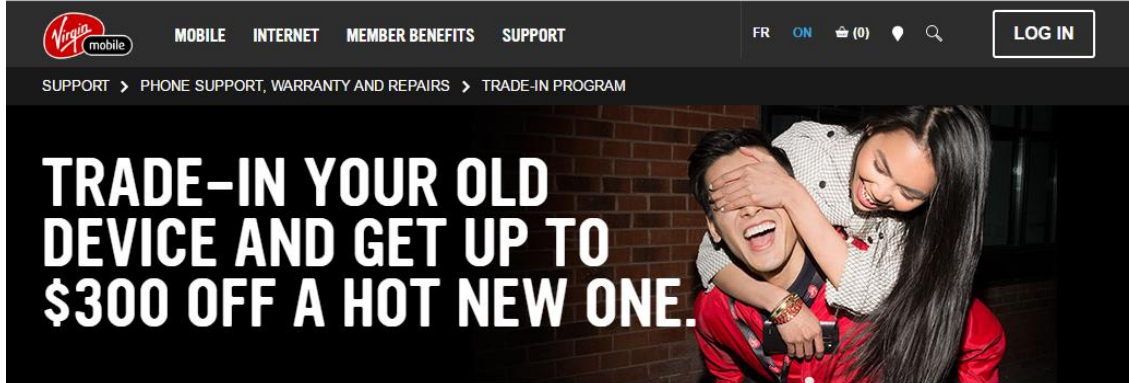 Virgin
mobile
MOBILE INTERNET MEMBER BENEFITS SUPPORT FR ON (0) LOG IN
SUPPORT > PHONE SUPPORT, WARRANTY AND REPAIRS > TRADE-IN PROGRAM
TRADE-IN YOUR OLD
DEVICE AND GET UP TO
$300 OFF A HOT NEW ONE.